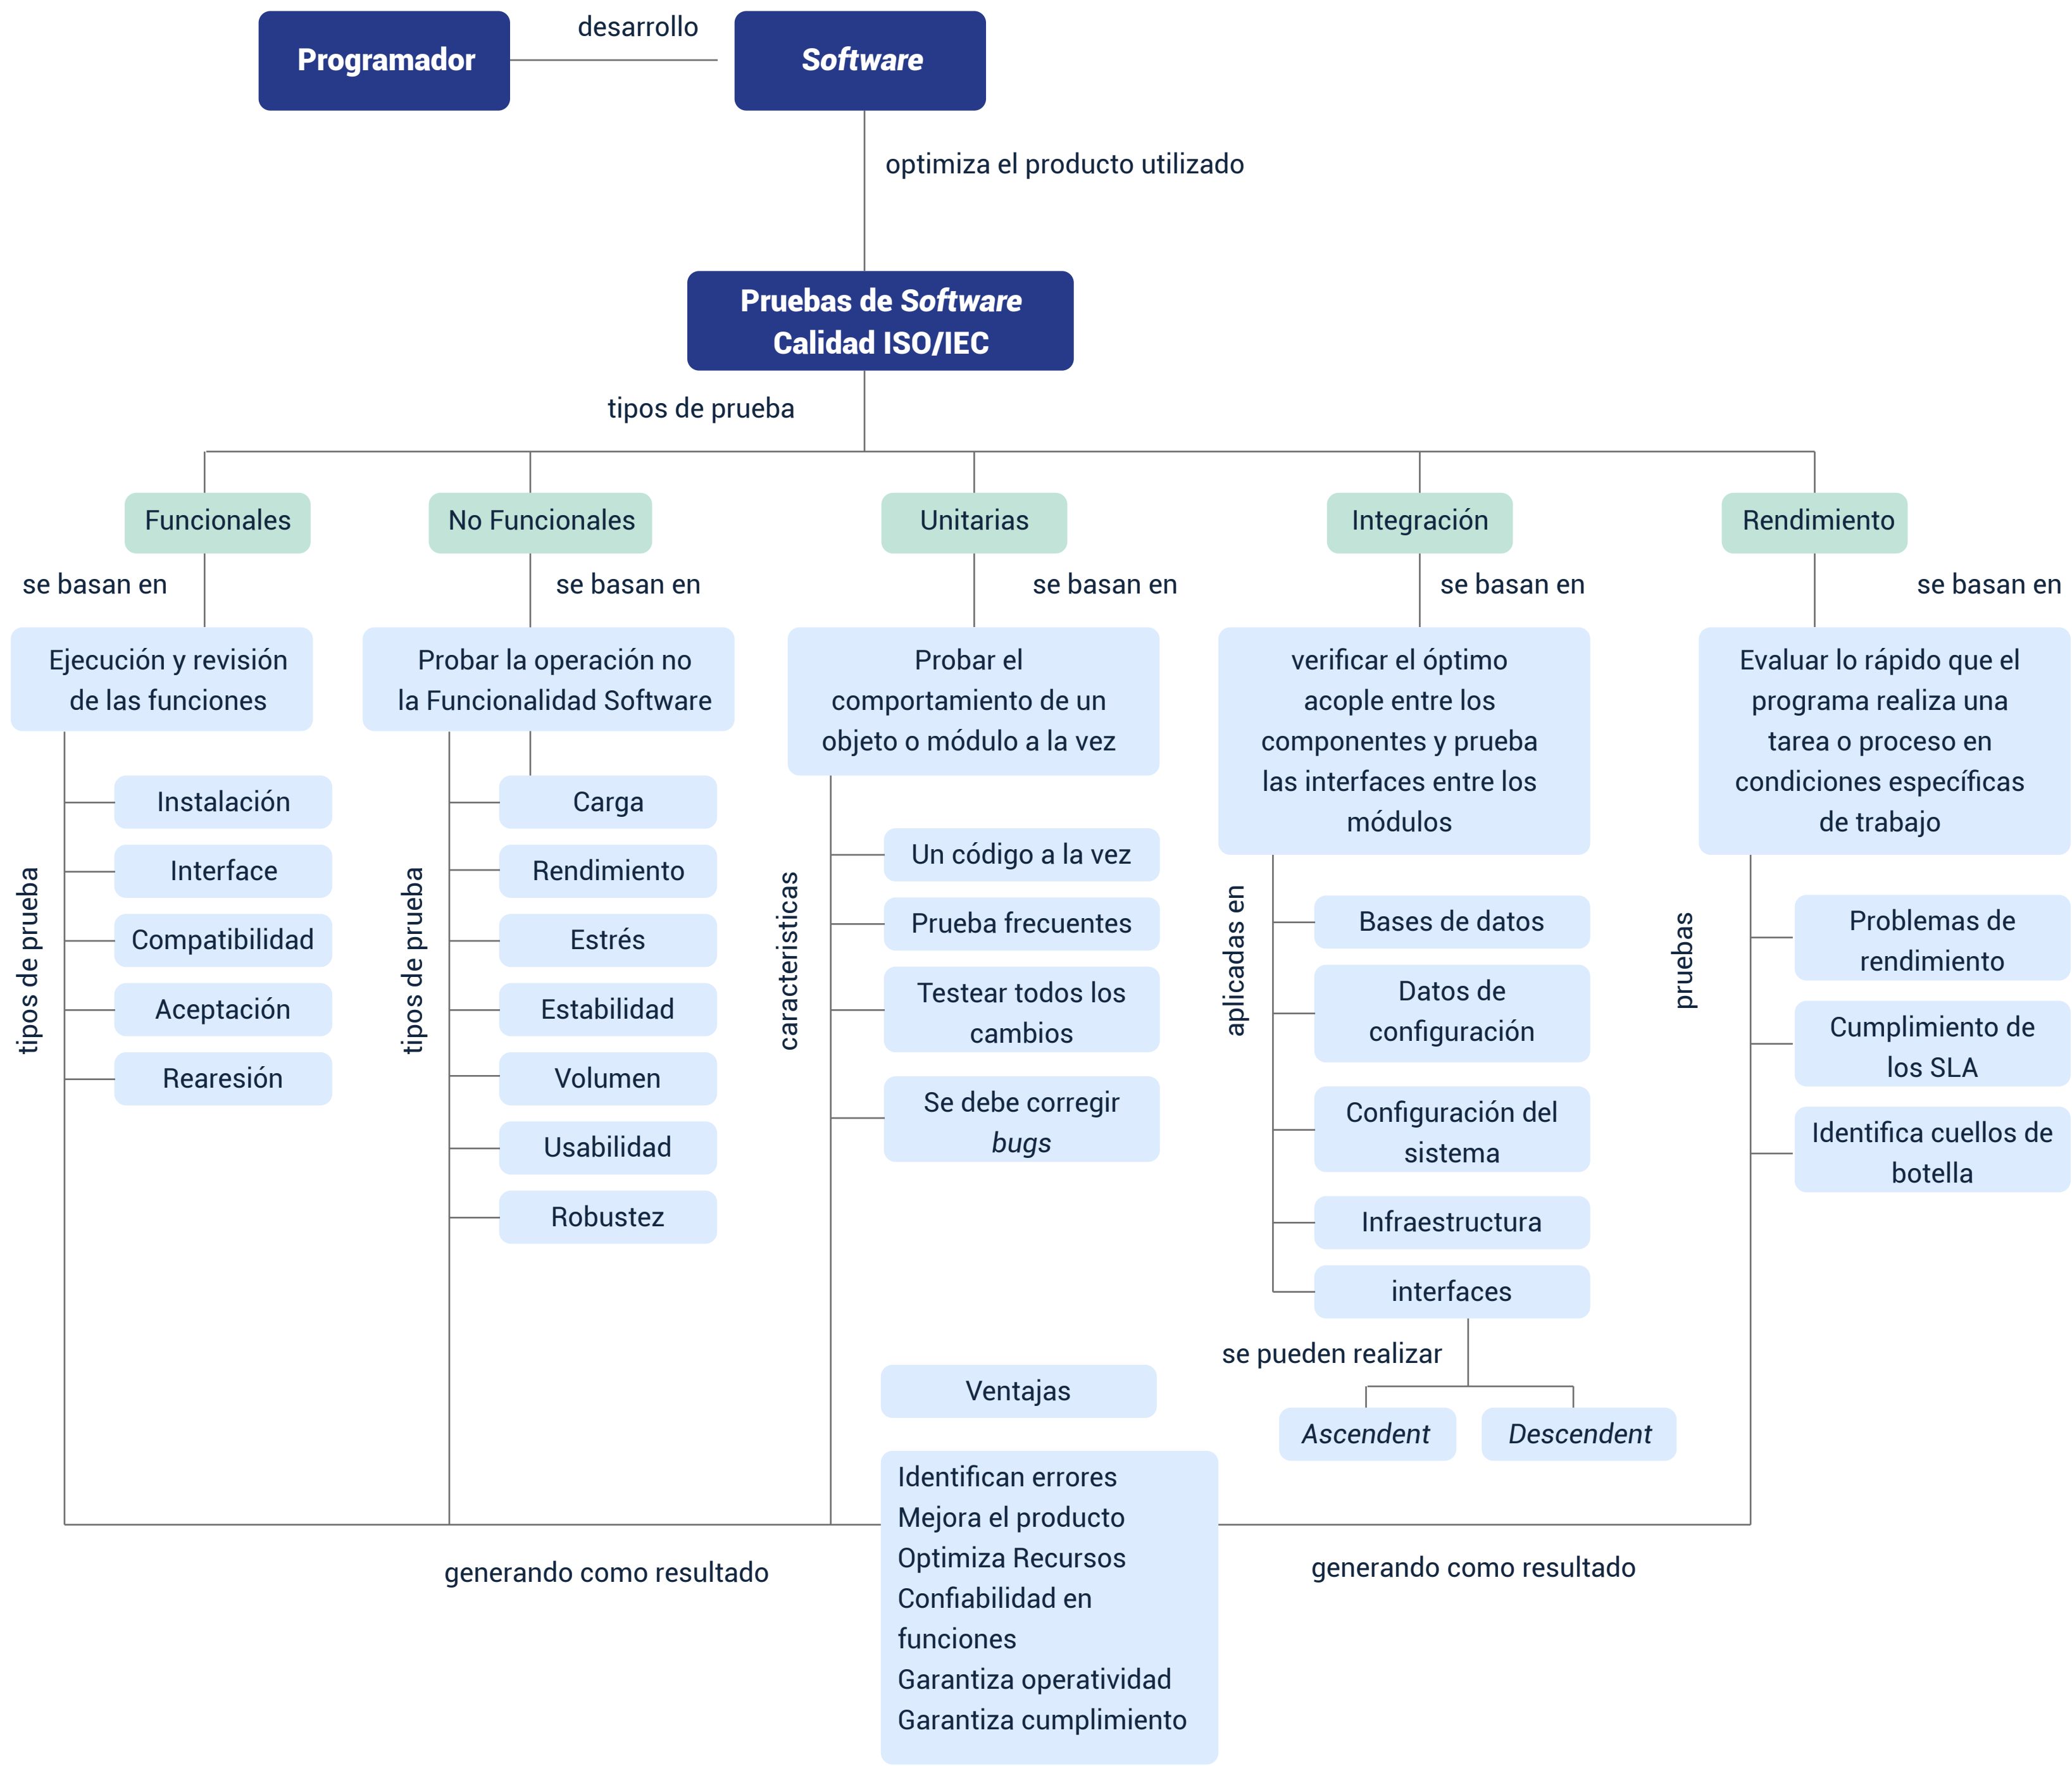 Programador
desarrollo
Software
optimiza el producto utilizado
Pruebas de Software
Calidad ISO/IEC
tipos de prueba
Funcionales
No Funcionales
Unitarias
Integración
Rendimiento
se basan en
se basan en
se basan en
se basan en
se basan en
Ejecución y revisión
de las funciones
tipos de prueba
Instalación
Interface
Compatibilidad
Aceptación
Rearesión
Probar la operación no
la Funcionalidad Software
tipos de prueba
Carga
Rendimiento
Estrés
Estabilidad
Volumen
Usabilidad
Robustez
Probar el
comportamiento de un
objeto o módulo a la vez
caracteristicas
Un código a la vez
Prueba frecuentes
Testear todos los
cambios
Se debe corregir
bugs
verificar el óptimo
acople entre los
componentes y prueba
las interfaces entre los
módulos
aplicadas en
Bases de datos
Datos de
configuración
Configuración del
sistema
Infraestructura
interfaces
se pueden realizar
Ascendent
Descendent
Evaluar lo rápido que el
programa realiza una
tarea o proceso en
condiciones específicas
de trabajo
pruebas
Problemas de
rendimiento
Cumplimiento de
los SLA
Identifica cuellos de
botella
Ventajas
Identifican errores
Mejora el producto
Optimiza Recursos
Confiabilidad en
funciones
Garantiza operatividad
Garantiza cumplimiento
generando como resultado
generando como resultado